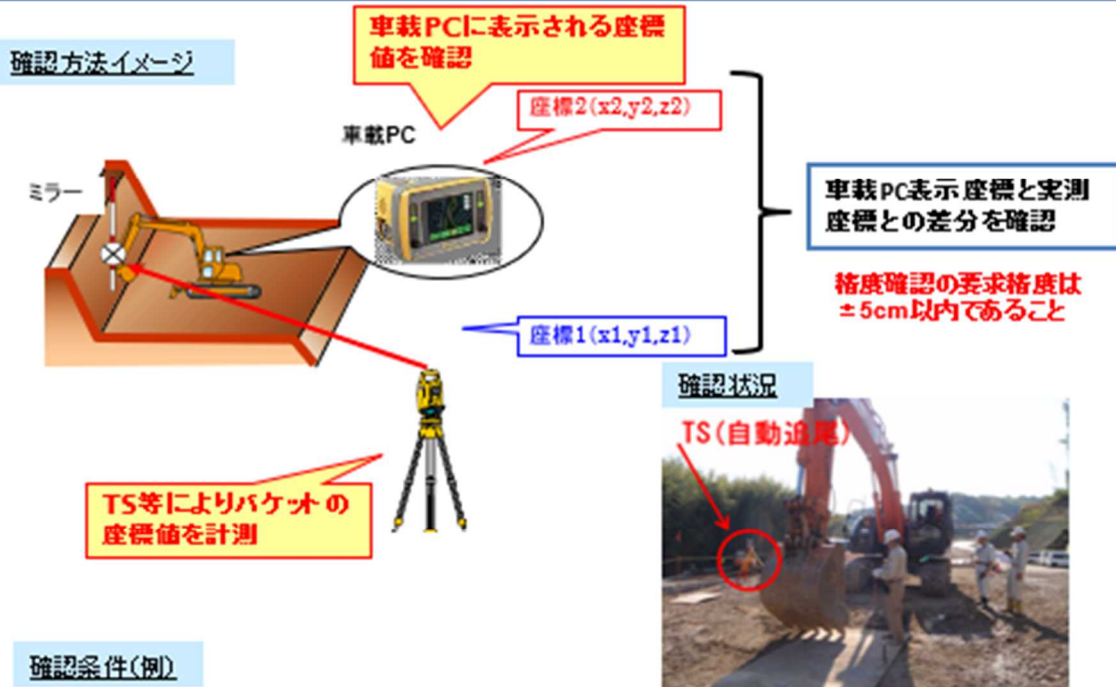 車載PCに表示される座標
値を確認
確認方法イメージ
座標2(x2,y2,z2)
車載PC
ミラー
車載PC表示座標と実測
座標との差分を確認
精度確認の要求精度は
±5cm以内であること
座標1(x1,y1,z1)
確認状況
TS(自動追尾)
TS等によりバケットの
座標値を計測
確認条件(例)